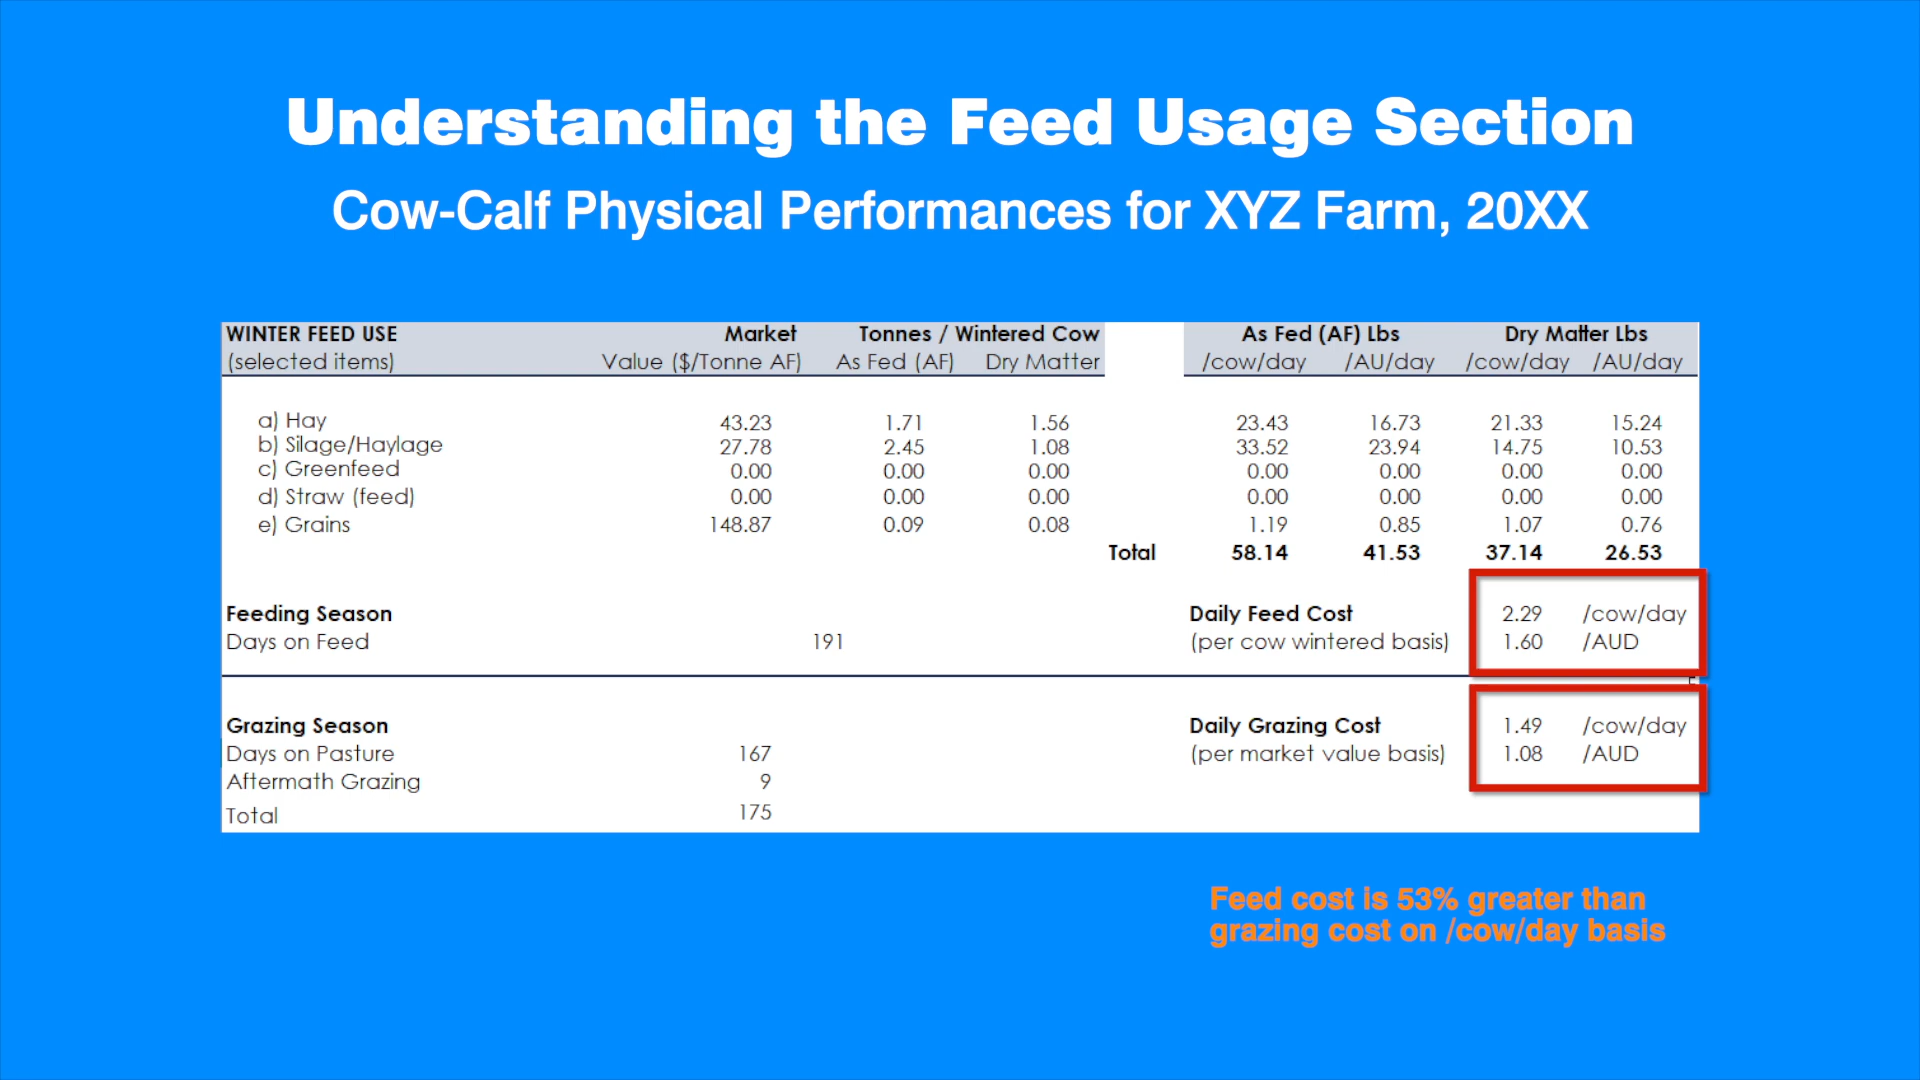 Understanding the Feed Usage Section
Cow-Calf Physical Performances for XYZ Farm, 20XX
WINTER FEED USE Market Tonnes / Wintered Cow As Fed (AF) Lbs Dry Matter Lbs
(selected items) Value ($/Tonne AF) As Fed (AF) Dry Matter /cow/day /AU/day /cow/day /AU/day
a) Hay 43.23 1.71 1.56 23.43 16.73 21.33 15.24
b) Silage/Haylage 27.78 2.45 1.08 33.52 23.94 14.75 10.53
c) Greenfeed 0.00 0.00 0.00 0.00 0.00 0.00 0.00
d) Straw (feed) 0.00 0.00 0.00 0.00 0.00 0.00 0.00
e) Grains 148.87 0.09 0.08 1.19 0.85 1.07 0.76
Total 58.14 41.53 37.14 26.53
Feeding Season Daily Feed Cost 2.29 /cow/day
Days on Feed 191 (per cow wintered basis) 1.60 /AUD
Grazing Season Daily Grazing Cost 1.49 /cow/day
Days on Pasture 167 (per market value basis) 1.08 /AUD
Aftermath Grazing 9
Total 175
Feed cost is 53% greater than
grazing cost on /cow/day basis